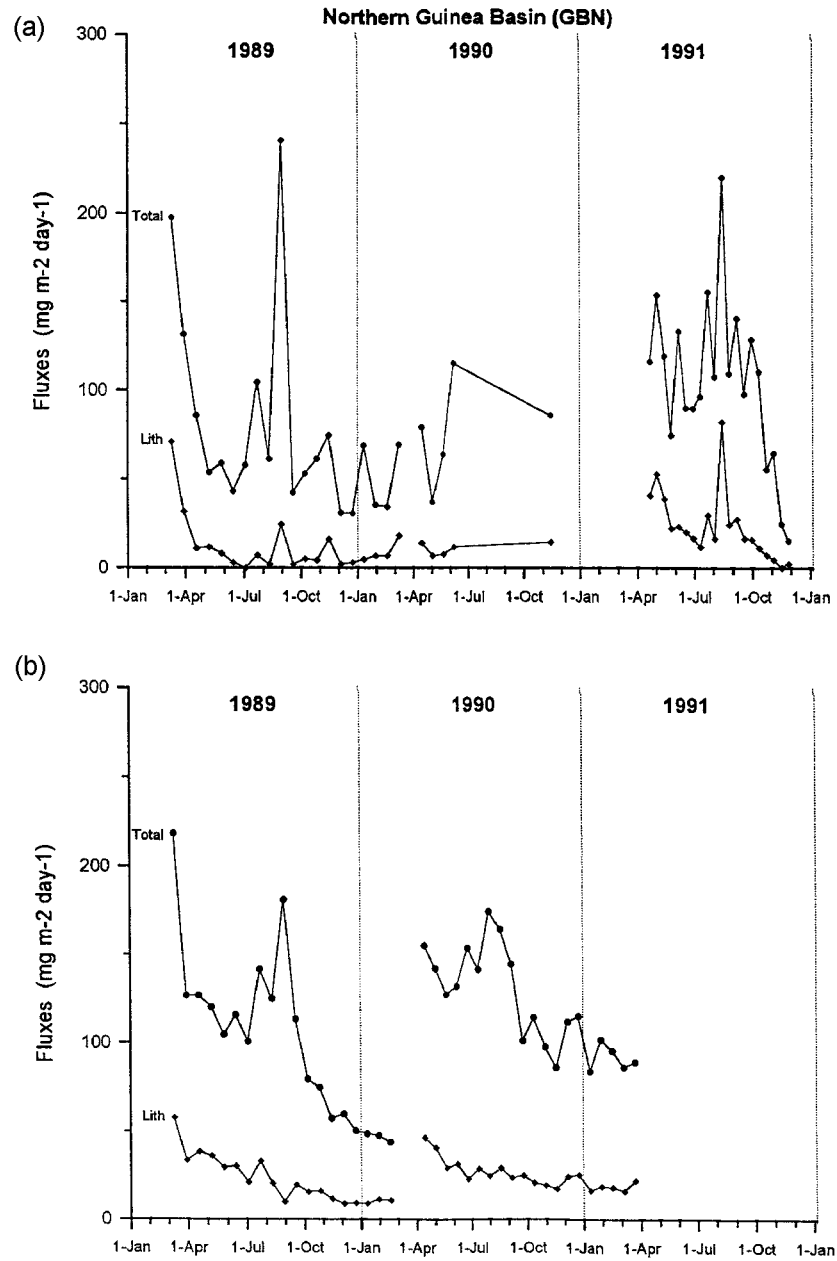 (a)
Northern Guinea Basin (GBN)
300
1989
1990
1991
200
Total
Fluxes (mg m-2 day-1)
100
Lith
0
1-Jan 1-Apr 1-Jul 1-Oct 1-Jan 1-Apr 1-Jul 1-Oct 1-Jan 1-Apr 1-Jul 1-Oct 1-Jan
(b)
300
1989
1990
1991
Total
200
Fluxes (mg m-2 day-1)
100
Lith
0
1-Jan 1-Apr 1-Jul 1-Oct 1-Jan 1-Apr 1-Jul 1-Oct 1-Jan 1-Apr 1-Jul 1-Oct 1-Jan